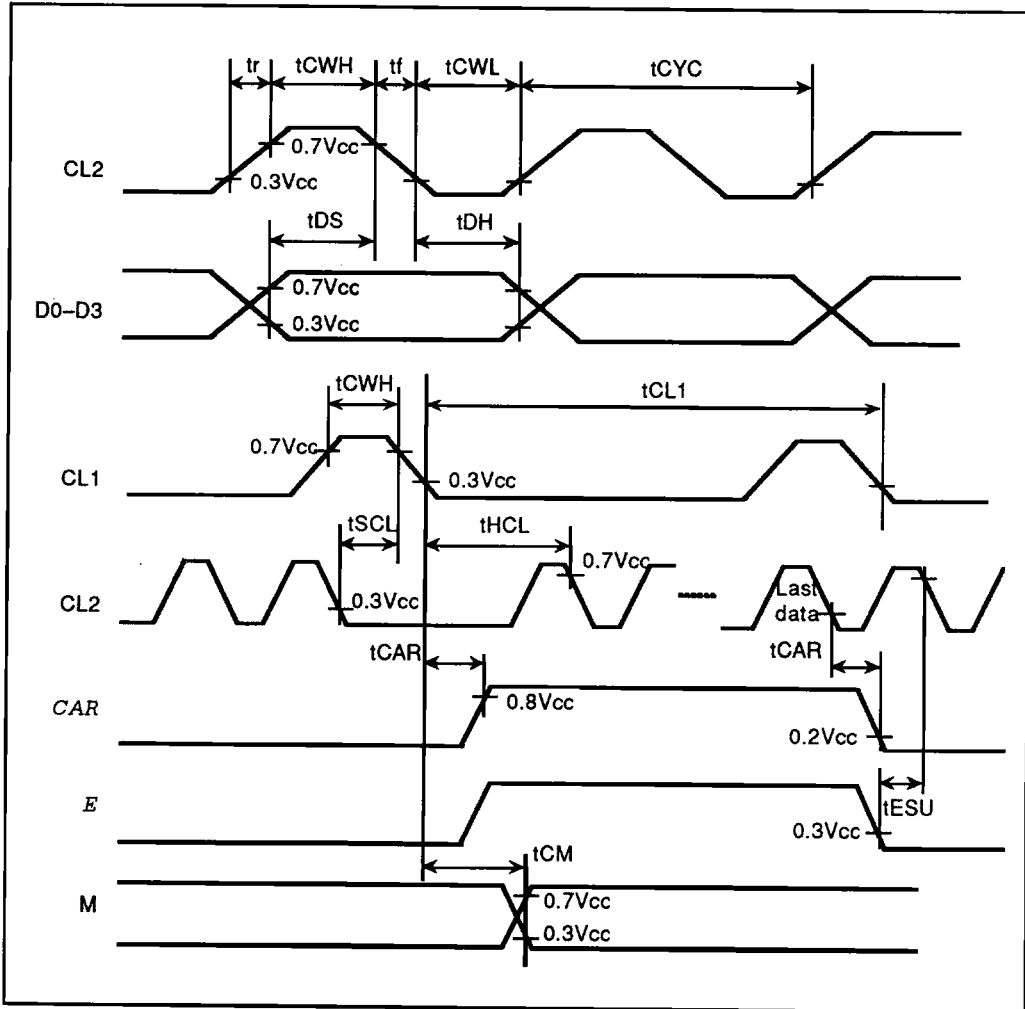 tr tCWH tf tCWL tCYC
CL2
0.7Vcc
0.3Vcc
tDS tDH
D0–D3
0.7Vcc
0.3Vcc
tCWH tCL1
0.7Vcc
CL1
0.3Vcc
tSCL tHCL
0.7Vcc
CL2
0.3Vcc
Last
data
tCAR tCAR
CAR
0.8Vcc
0.2Vcc
E
tESU
0.3Vcc
tCM
M
0.7Vcc
0.3Vcc